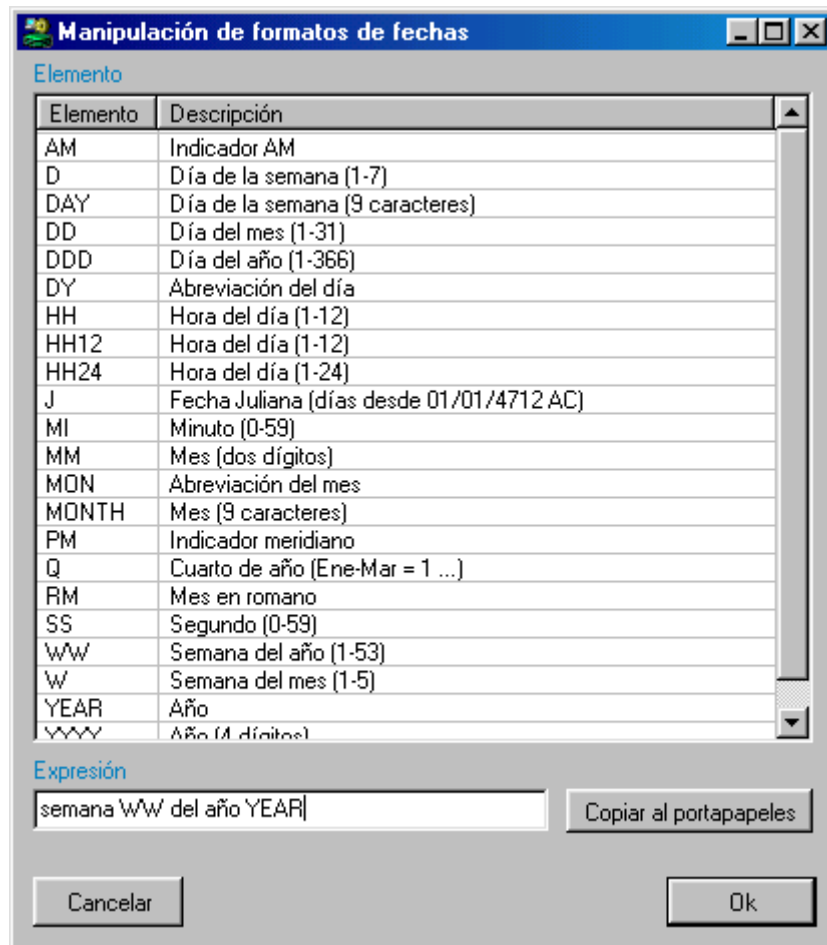 Manipulación de formatos de fechas
Elemento
Elemento Descripción
AM Indicador AM
D Día de la semana (1-7)
DAY Día de la semana (9 caracteres)
DD Día del mes (1-31)
DDD Día del año (1-366)
DY Abreviación del día
HH Hora del día (1-12)
HH12 Hora del día (1-12)
HH24 Hora del día (1-24)
J Fecha Juliana (días desde 01/01/4712 AC)
MI Minuto (0-59)
MM Mes (dos dígitos)
MON Abreviación del mes
MONTH Mes (9 caracteres)
PM Indicador meridiano
Q Cuarto de año (Ene-Mar = 1 ...)
RM Mes en romano
SS Segundo (0-59)
WW Semana del año (1-53)
W Semana del mes (1-5)
YEAR Año
YYYY Año (4 dígitos)
Expresión
semana WW del año YEAR
Copiar al portapapeles
Cancelar Ok